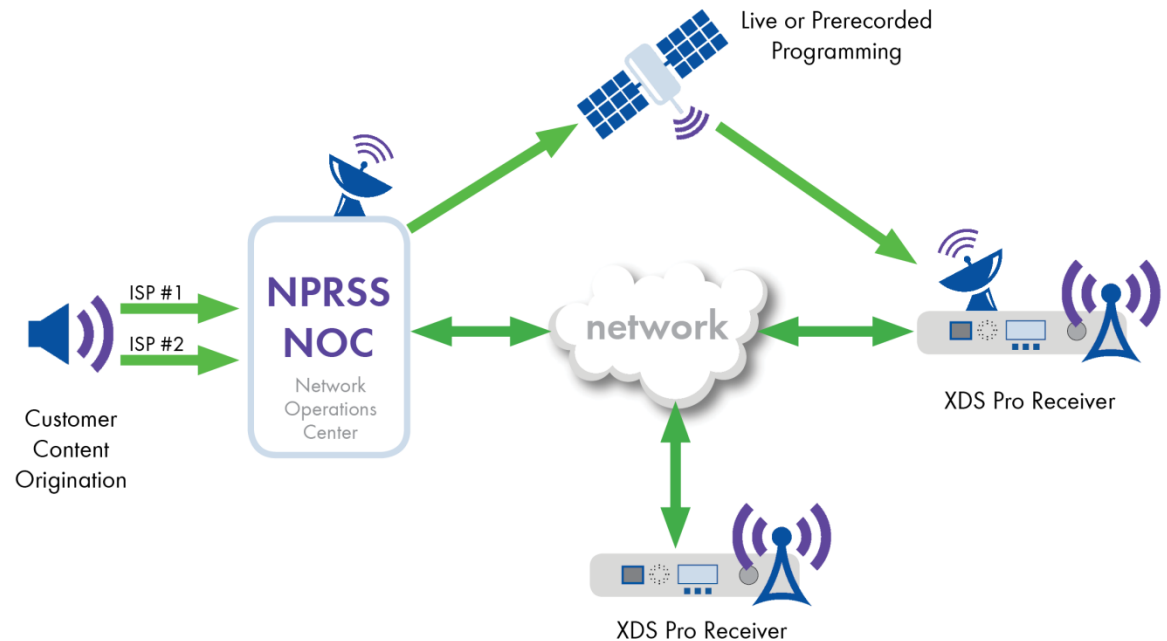 Live or Prerecorded
Programming
ISP #1
ISP #2
NPRSS
NOC
Network
Operations
Center
network
Customer
Content
Origination
XDS Pro Receiver
XDS Pro Receiver